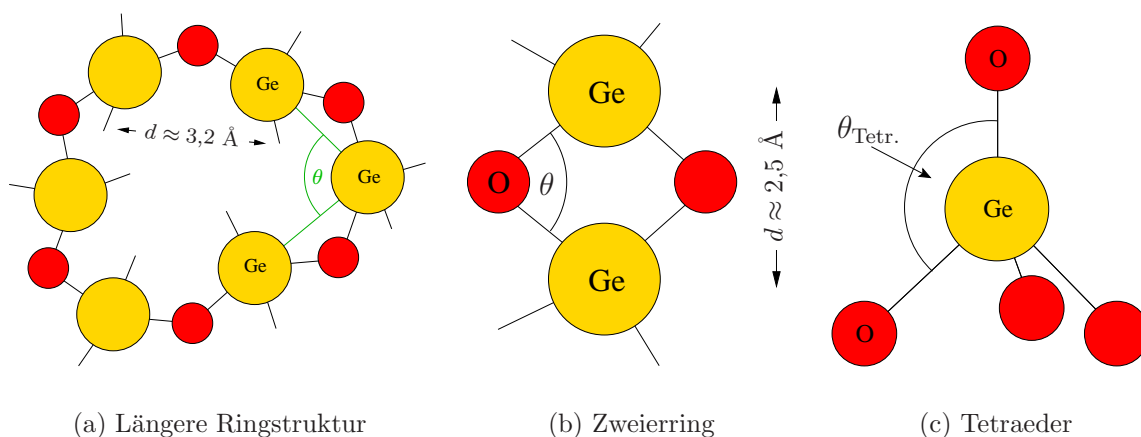 Ge
d ≈ 3,2 Å
θ
Ge
Ge
(a) Längere Ringstruktur
Ge
O
θ
Ge
d ≈ 2,5 Å
(b) Zweierring
O
θTetr.
Ge
O
(c) Tetraeder